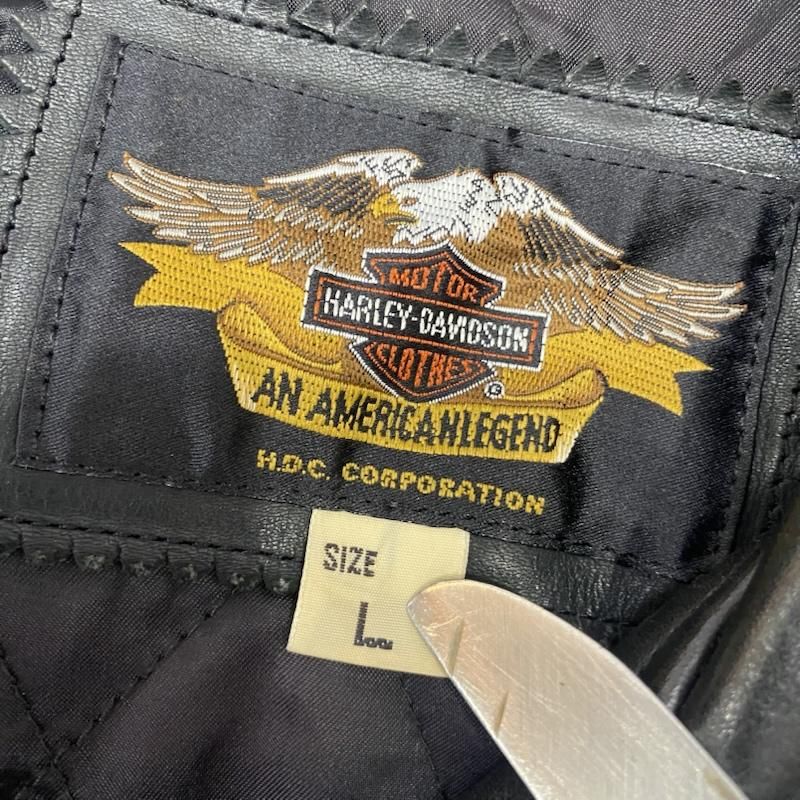 MOTOR
HARLEY-DAVIDSON
CLOTHES
®
AN AMERICAN LEGEND
H.D.C. CORPORATION
SIZE
L